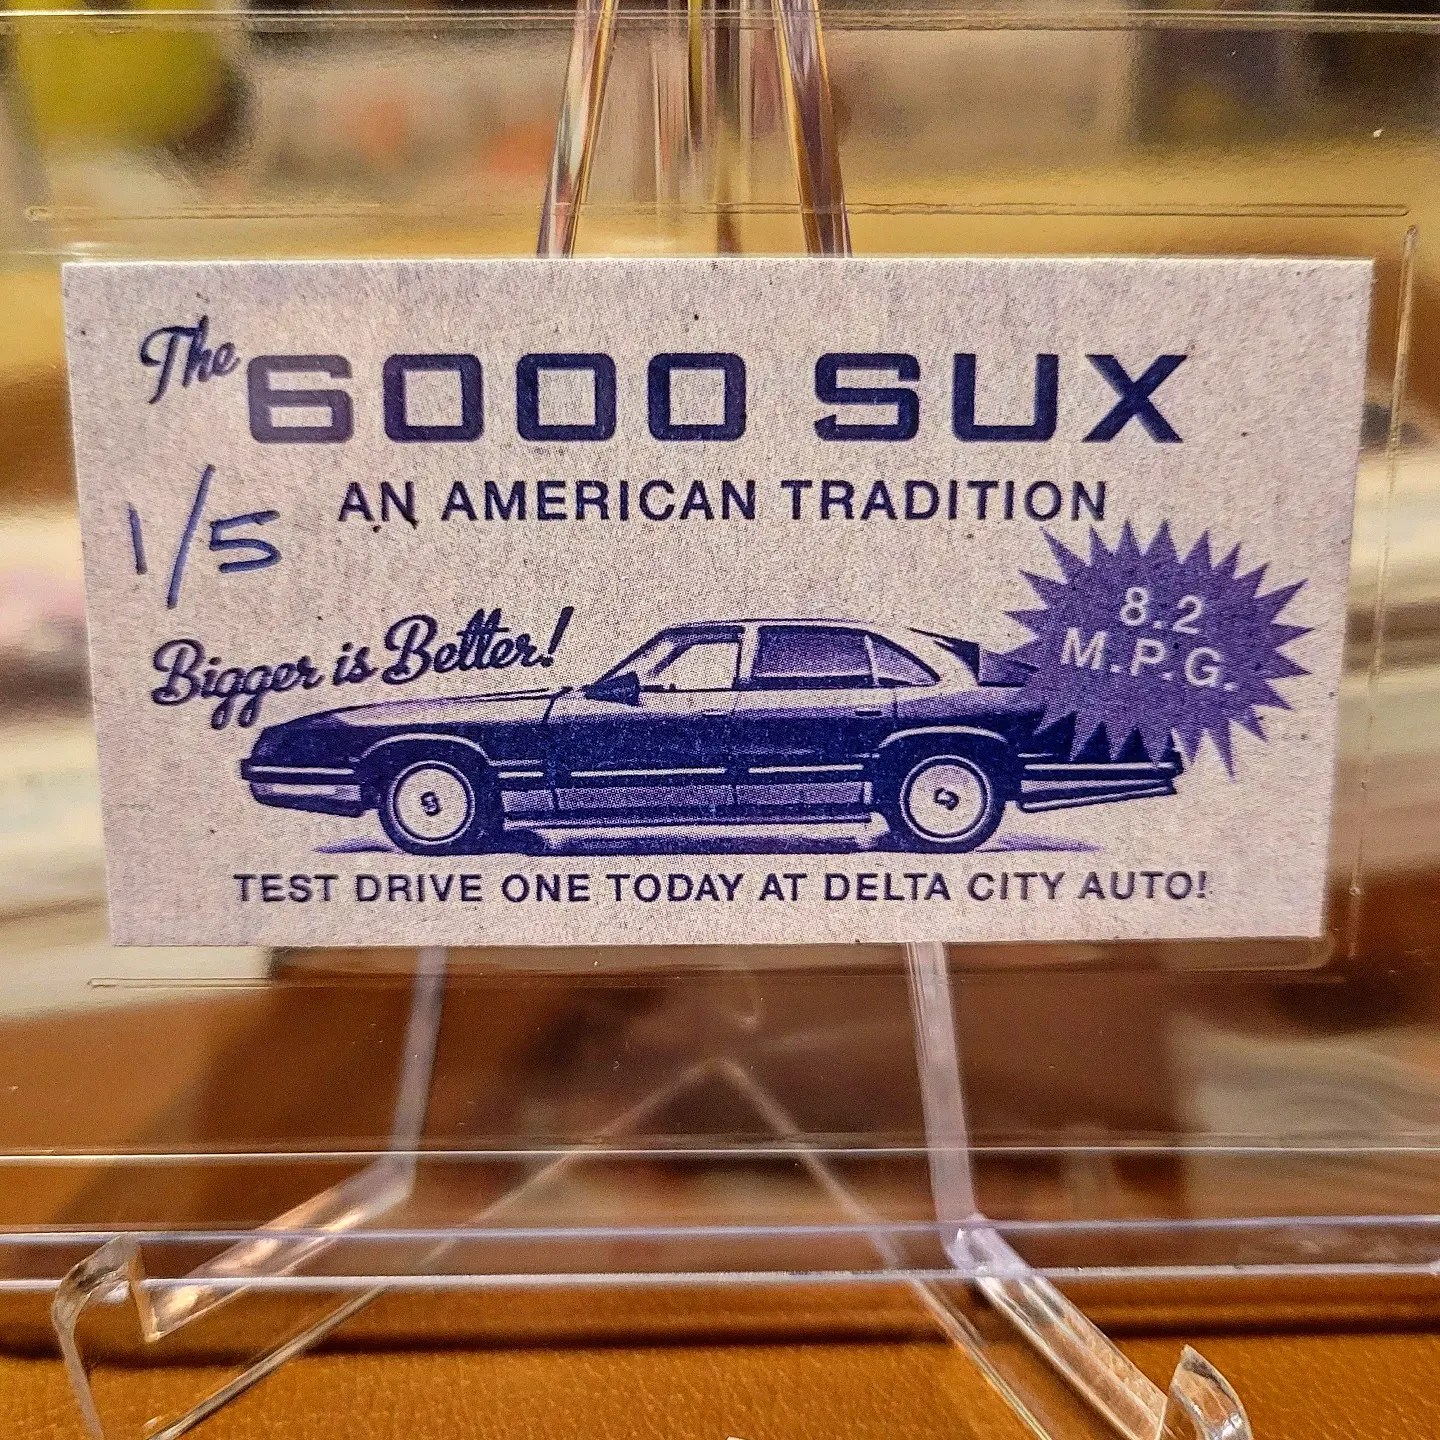 The 6000 SUX
AN AMERICAN TRADITION
1/5
Bigger is Better!
8.2
M.P.G.
TEST DRIVE ONE TODAY AT DELTA CITY AUTO!